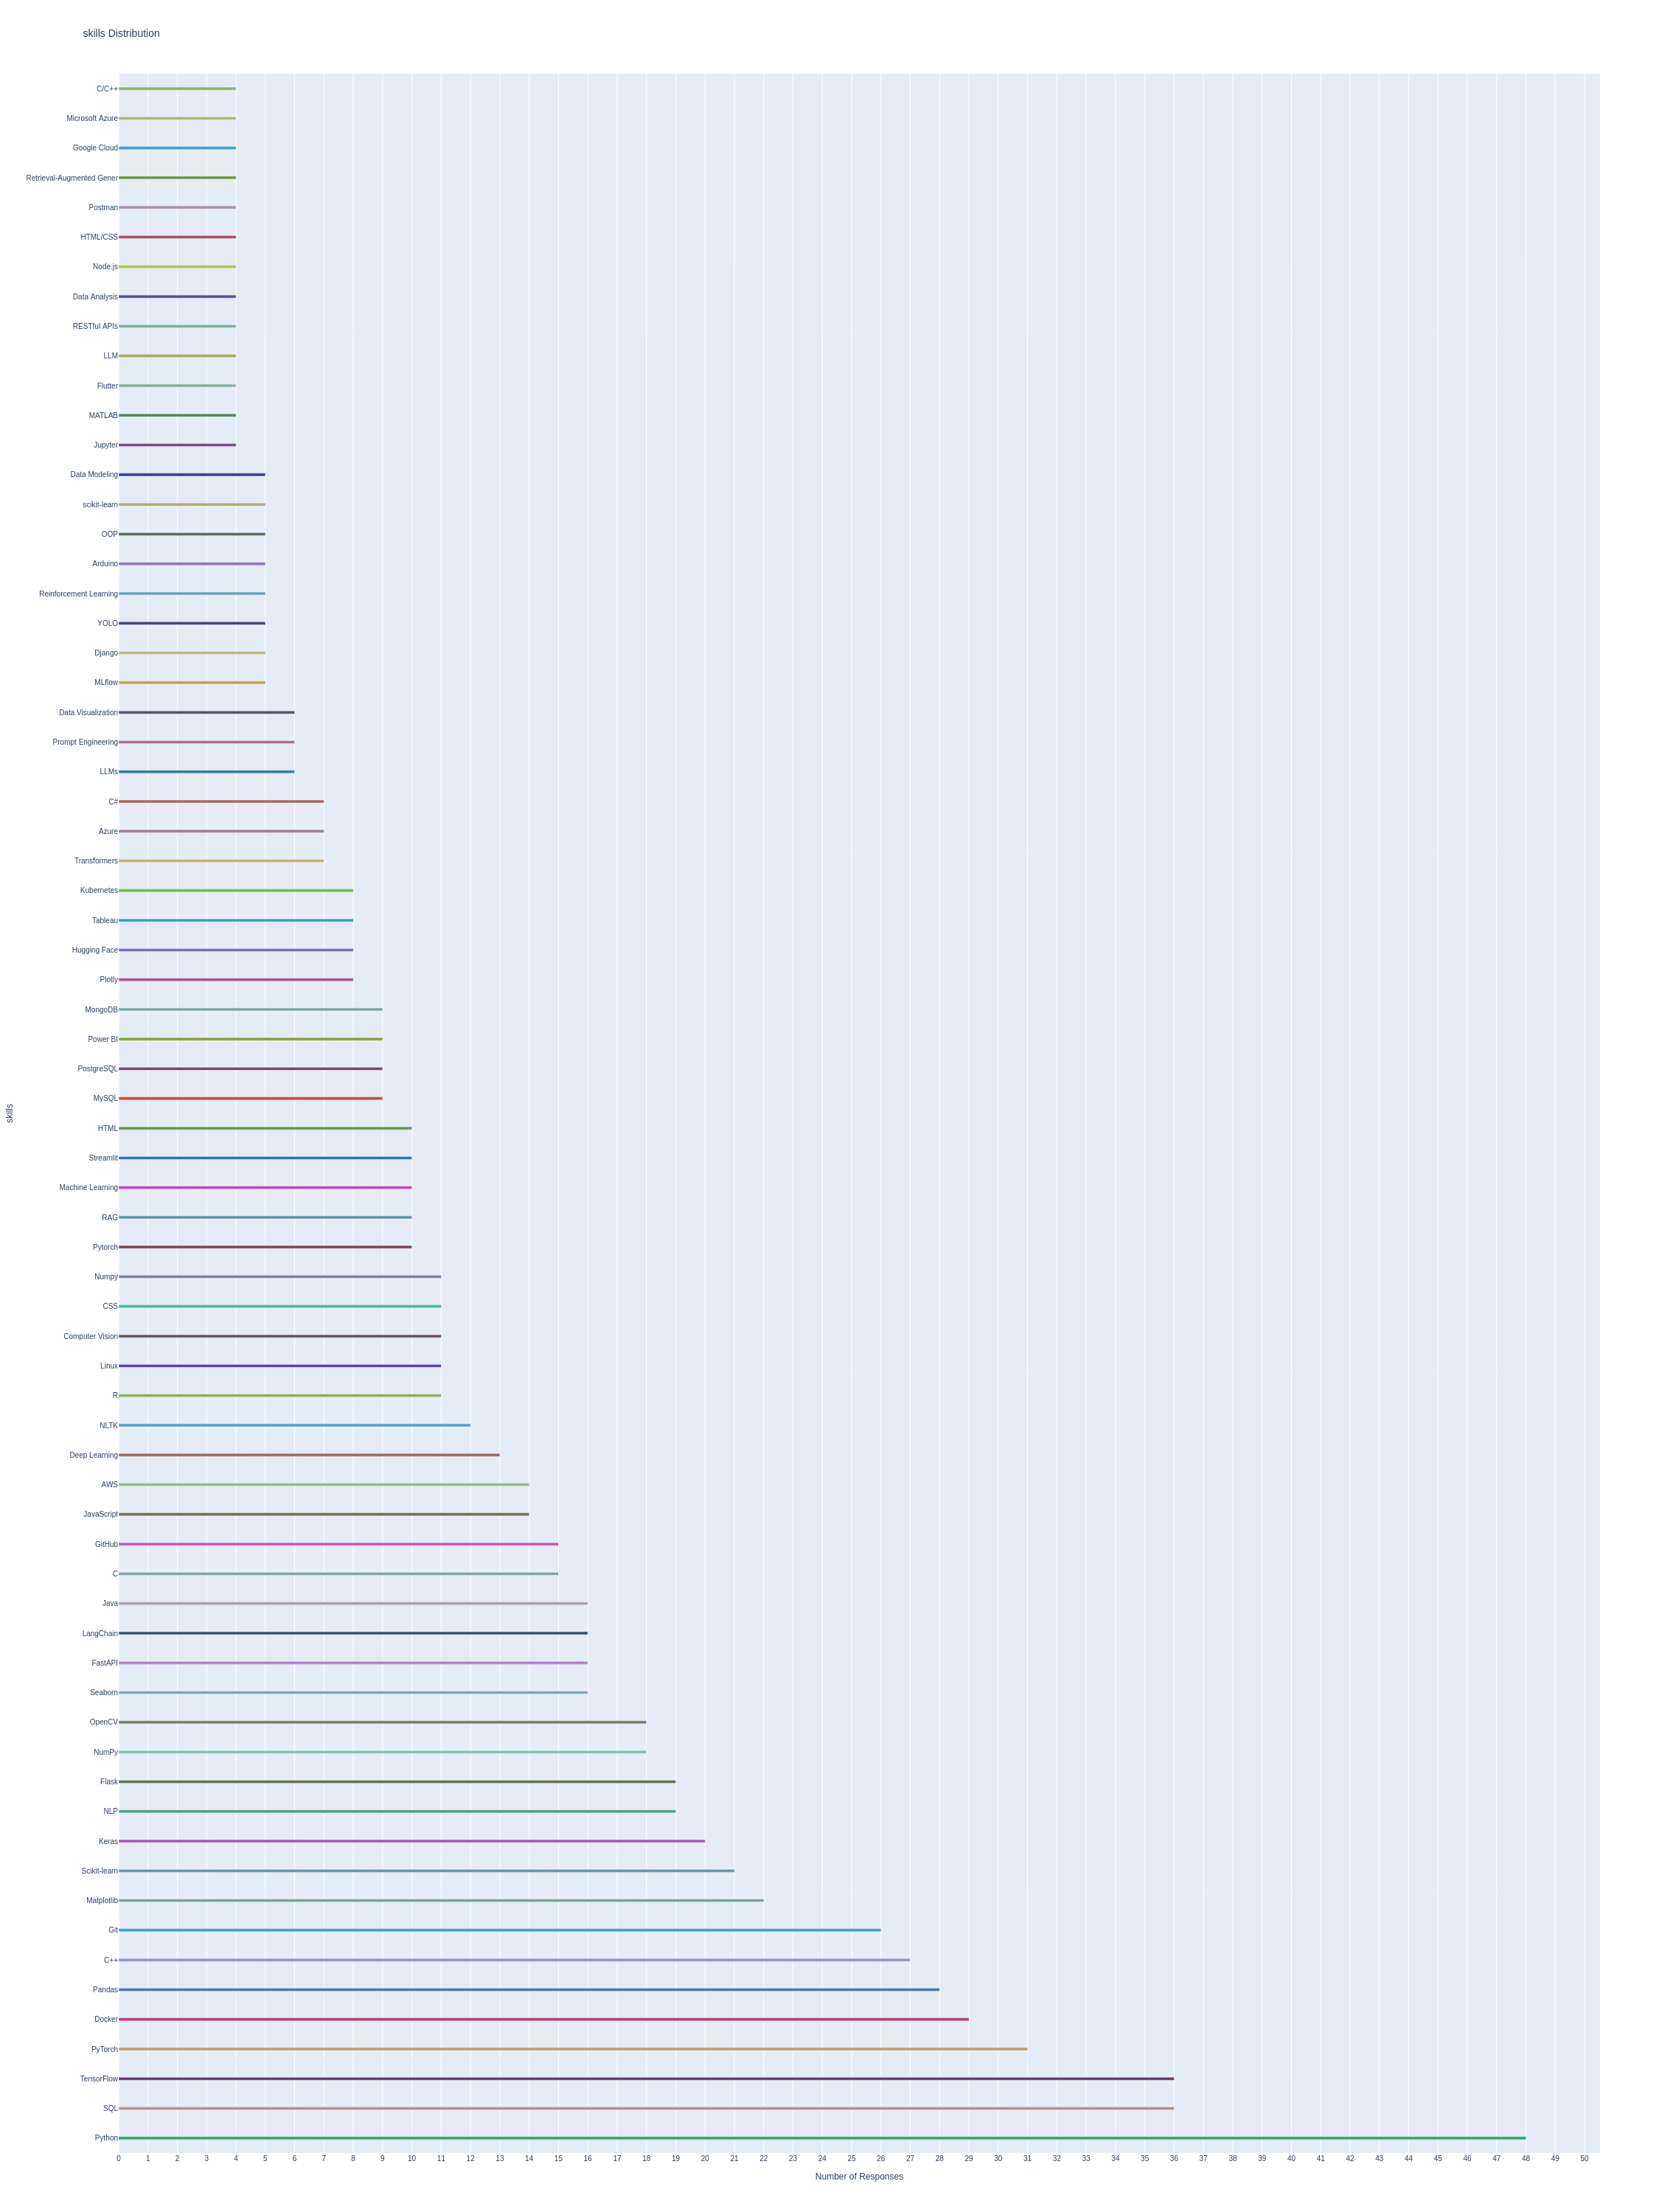 skills Distribution
C/C++
Microsoft Azure
Google Cloud
Retrieval-Augmented Gener
Postman
HTML/CSS
Node.js
Data Analysis
RESTful APIs
LLM
Flutter
MATLAB
Jupyter
Data Modeling
scikit-learn
OOP
Arduino
Reinforcement Learning
YOLO
Django
MLflow
Data Visualization
Prompt Engineering
LLMs
C#
Azure
Transformers
Kubernetes
Tableau
Hugging Face
Plotly
MongoDB
Power BI
PostgreSQL
MySQL
skills
HTML
Streamlit
Machine Learning
RAG
Pytorch
Numpy
CSS
Computer Vision
Linux
R
NLTK
Deep Learning
AWS
JavaScript
GitHub
C
Java
LangChain
FastAPI
Seaborn
OpenCV
NumPy
Flask
NLP
Keras
Scikit-learn
Matplotlib
Git
C++
Pandas
Docker
PyTorch
TensorFlow
SQL
Python
0 1 2 3 4 5 6 7 8 9 10 11 12 13 14 15 16 17 18 19 20 21 22 23 24 25 26 27 28 29 30 31 32 33 34 35 36 37 38 39 40 41 42 43 44 45 46 47 48 49 50
Number of Responses